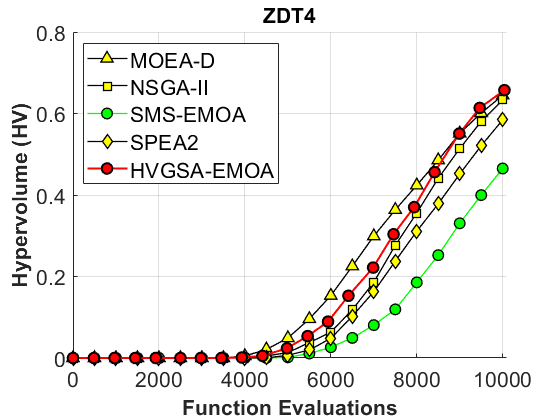 ZDT4
0.8
0.6
0.4
0.2
0
Hypervolume (HV)
MOEA-D
NSGA-II
SMS-EMOA
SPEA2
HVGSA-EMOA
0 2000 4000 6000 8000 10000
Function Evaluations